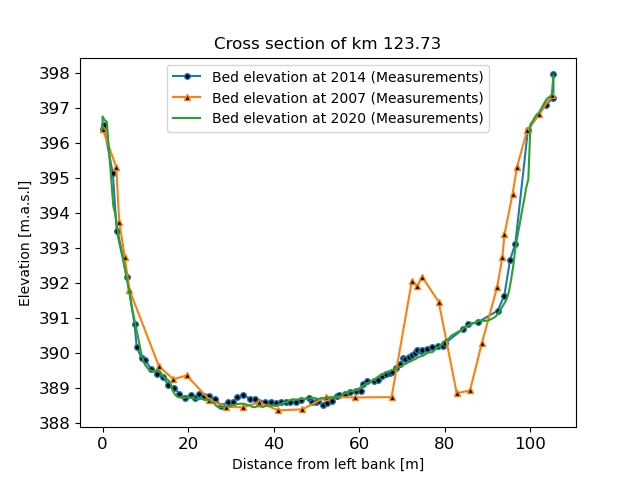 Cross section of km 123.73
Bed elevation at 2014 (Measurements)
Bed elevation at 2007 (Measurements)
Bed elevation at 2020 (Measurements)
398
397
396
395
394
393
392
391
390
389
388
Elevation [m.a.s.l]
0 20 40 60 80 100
Distance from left bank [m]